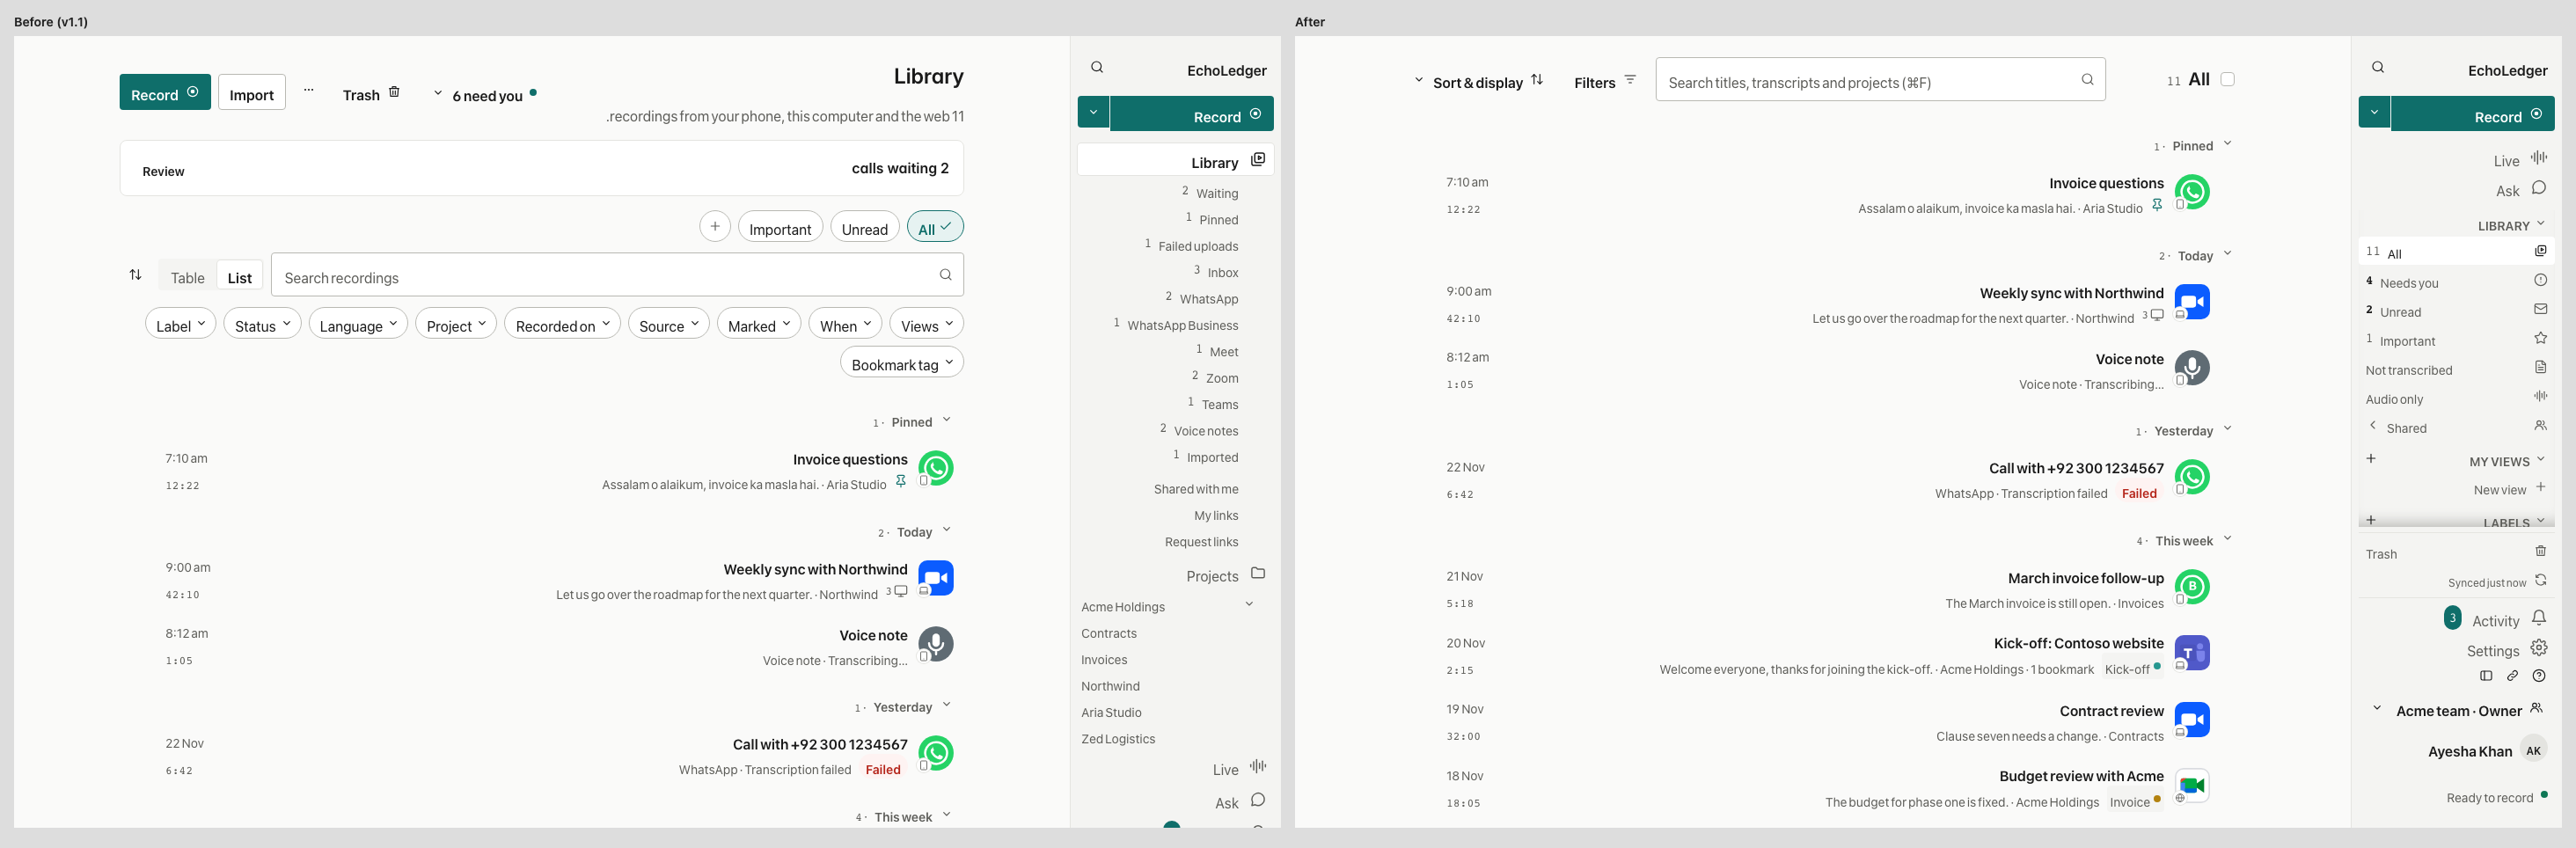 Before (v1.1)
Library
6 need you
Trash
...
Import
Record
.recordings from your phone, this computer and the web 11
calls waiting 2
Review
All
Unread
Important
Search recordings
List
Table
Views
When
Marked
Source
Recorded on
Project
Language
Status
Label
Bookmark tag
Pinned · 1
Invoice questions
7:10 am
Assalam o alaikum, invoice ka masla hai. · Aria Studio
12:22
Today · 2
Weekly sync with Northwind
9:00 am
3
Let us go over the roadmap for the next quarter. · Northwind
42:10
Voice note
8:12 am
Voice note · Transcribing...
1:05
Yesterday · 1
Call with +92 300 1234567
22 Nov
Failed
WhatsApp · Transcription failed
6:42
This week · 4
EchoLedger
Record
Library
Waiting 2
Pinned 1
Failed uploads 1
Inbox 3
WhatsApp 2
WhatsApp Business 1
Meet 1
Zoom 2
Teams 1
Voice notes 2
Imported 1
Shared with me
My links
Request links
Projects
Acme Holdings
Contracts
Invoices
Northwind
Aria Studio
Zed Logistics
Live
Ask
After
All 11
Search titles, transcripts and projects (⌘F)
Filters
Sort & display
Pinned · 1
Invoice questions
7:10 am
Assalam o alaikum, invoice ka masla hai. · Aria Studio
12:22
Today · 2
Weekly sync with Northwind
9:00 am
3
Let us go over the roadmap for the next quarter. · Northwind
42:10
Voice note
8:12 am
Voice note · Transcribing...
1:05
Yesterday · 1
Call with +92 300 1234567
22 Nov
Failed
WhatsApp · Transcription failed
6:42
This week · 4
March invoice follow-up
21 Nov
The March invoice is still open. · Invoices
5:18
Kick-off: Contoso website
20 Nov
Kick-off
Welcome everyone, thanks for joining the kick-off. · Acme Holdings · 1 bookmark
2:15
Contract review
19 Nov
Clause seven needs a change. · Contracts
32:00
Budget review with Acme
18 Nov
Invoice
The budget for phase one is fixed. · Acme Holdings
18:05
EchoLedger
Record
Live
Ask
LIBRARY
All 11
Needs you 4
Unread 2
Important 1
Not transcribed
Audio only
Shared
MY VIEWS
New view
LABELS
Trash
Synced just now
Activity 3
Settings
Acme team · Owner
AK
Ayesha Khan
Ready to record